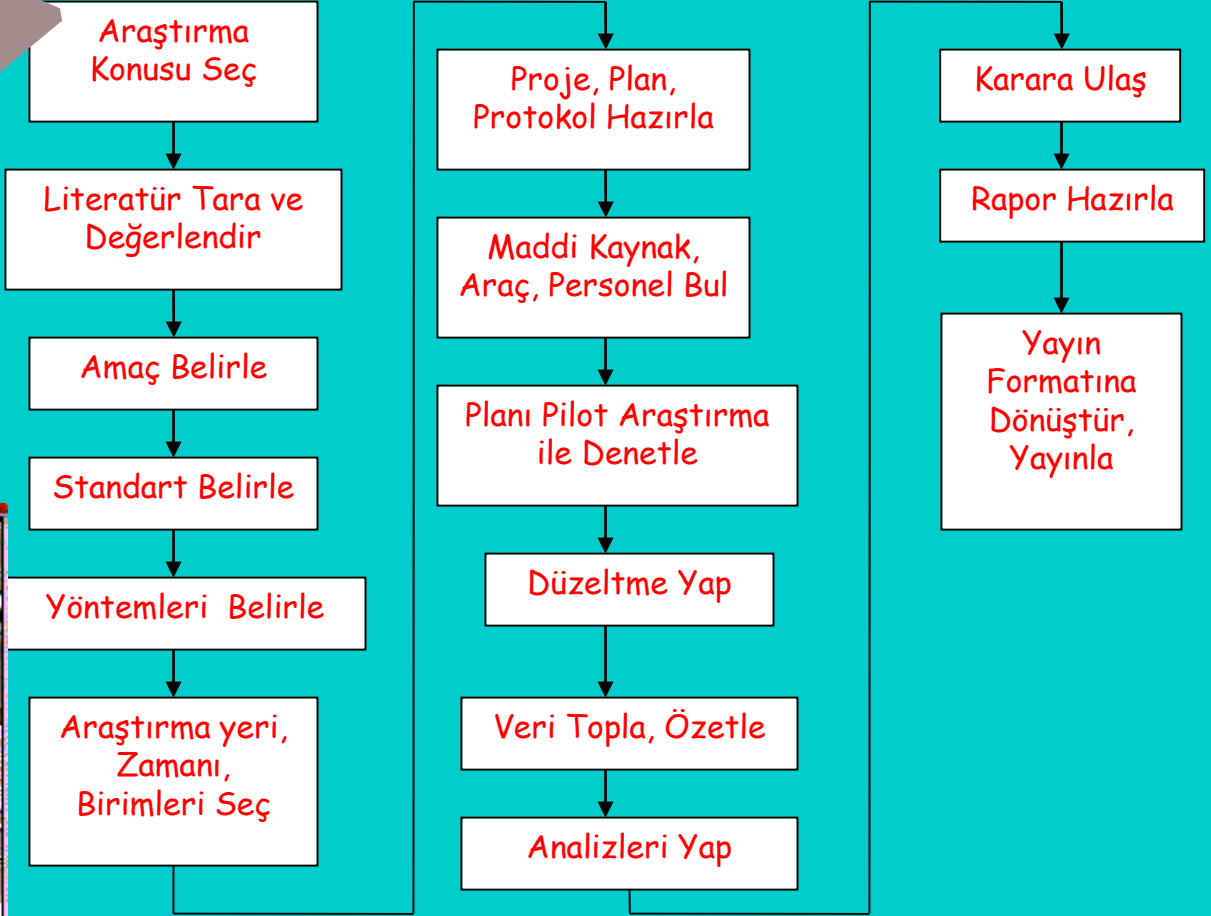 Araştırma
Konusu Seç
Literatür Tara ve
Değerlendir
Amaç Belirle
Standart Belirle
Yöntemleri  Belirle
Araştırma yeri,
Zamanı,
Birimleri Seç
Proje, Plan,
Protokol Hazırla
Maddi Kaynak,
Araç, Personel Bul
Planı Pilot Araştırma
ile Denetle
Düzeltme Yap
Veri Topla, Özetle
Analizleri Yap
Karara Ulaş
Rapor Hazırla
Yayın
Formatına
Dönüştür,
Yayınla